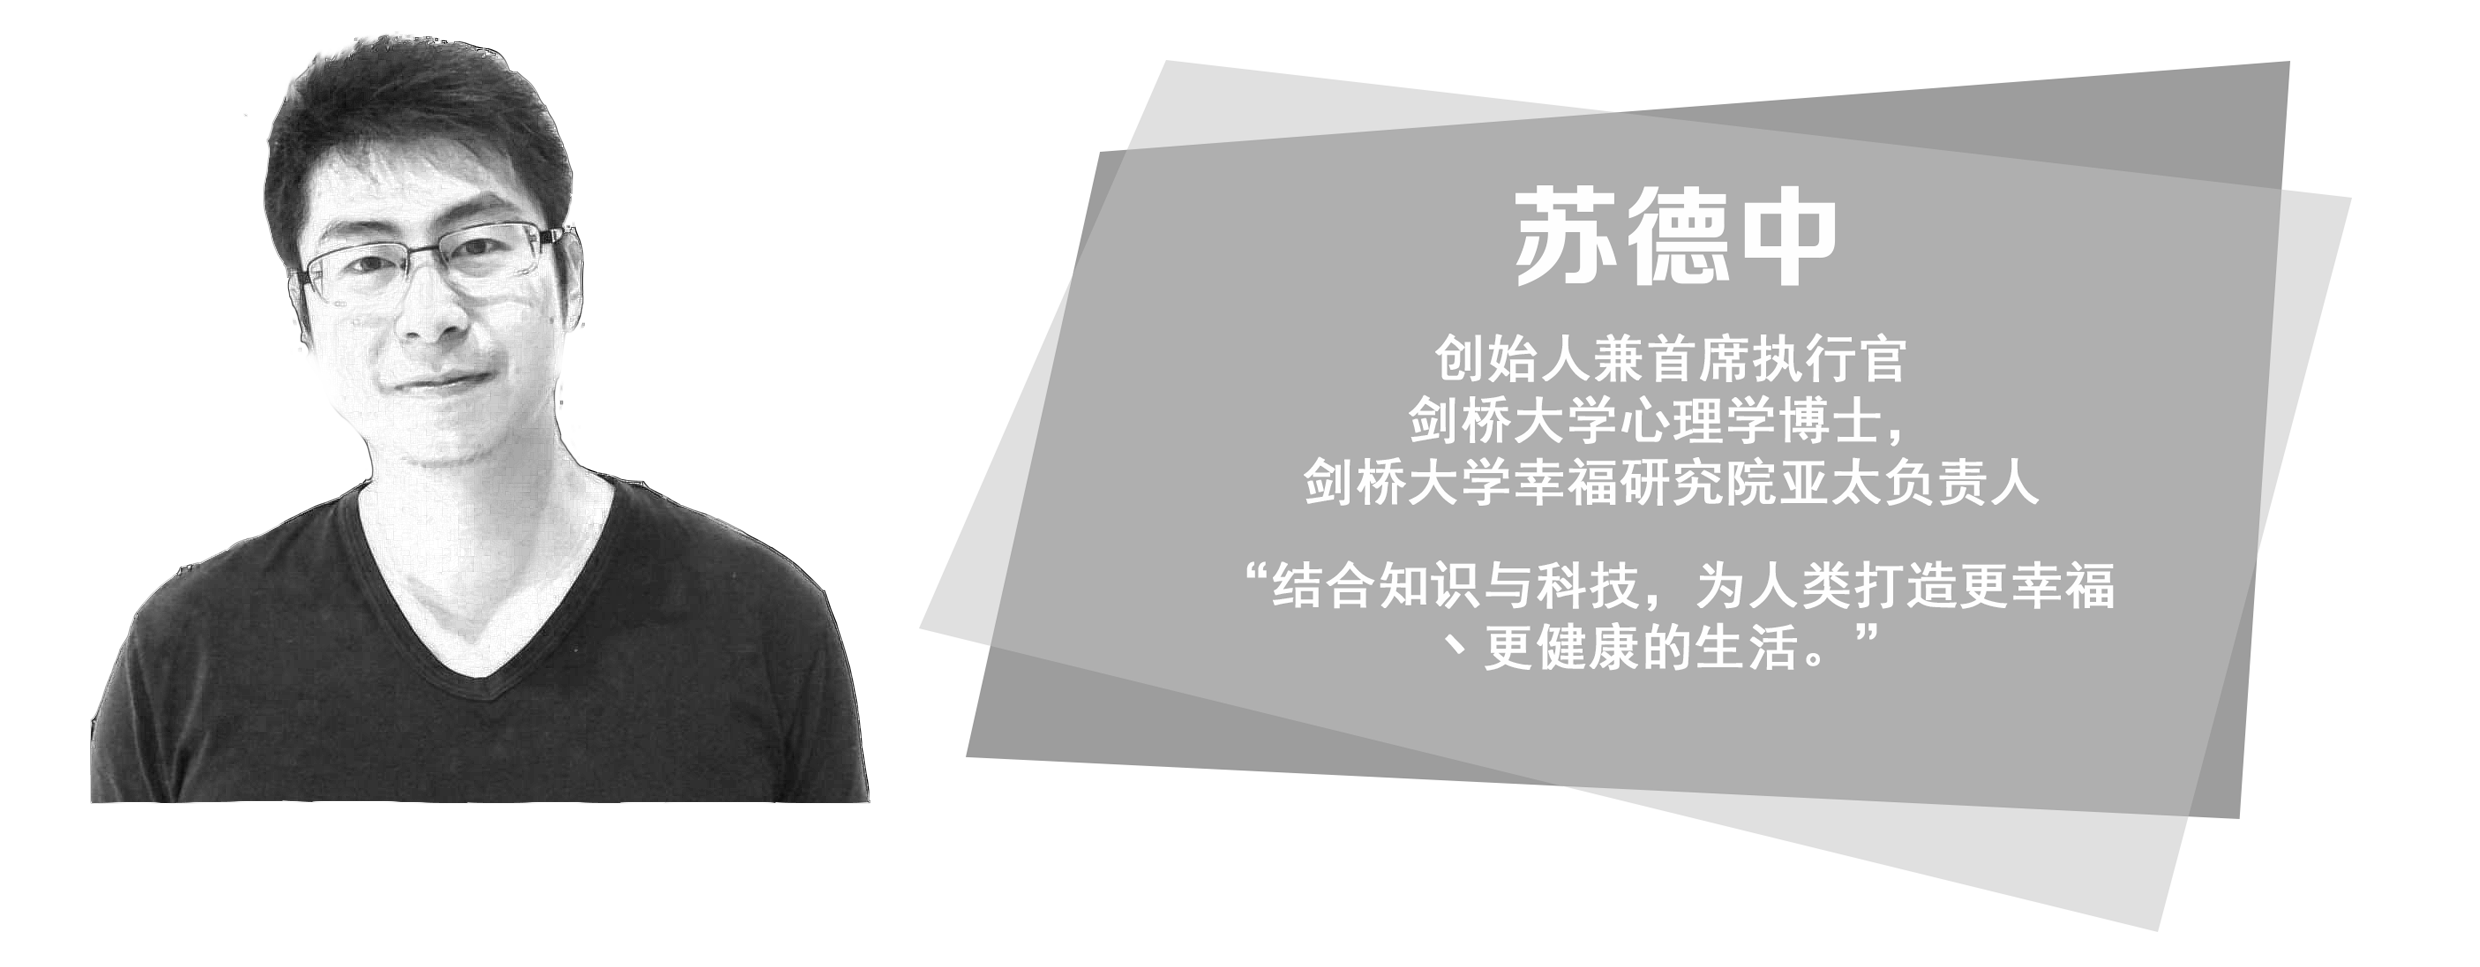 苏德中
创始人兼首席执行官
剑桥大学心理学博士，
剑桥大学幸福研究院亚太负责人
“结合知识与科技，为人类打造更幸福
、更健康的生活。”